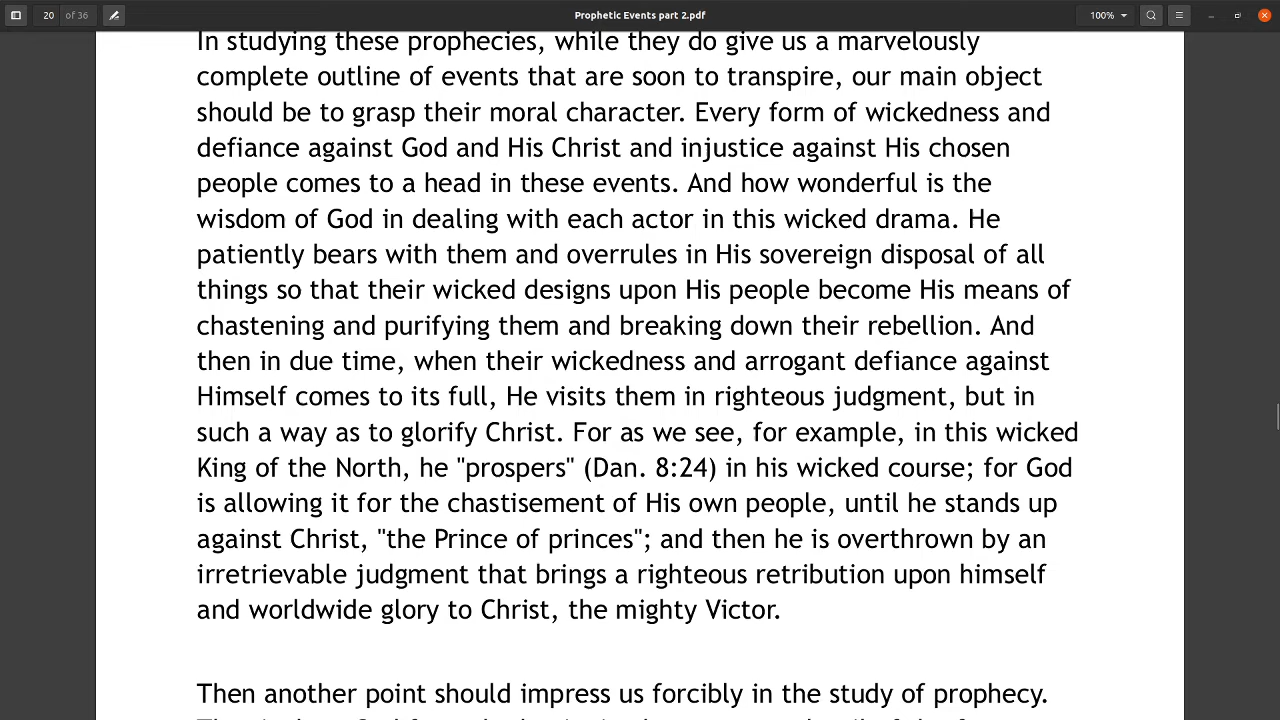 20 of 36
Prophetic Events part 2.pdf
100%
In studying these prophecies, while they do give us a marvelously
complete outline of events that are soon to transpire, our main object
should be to grasp their moral character. Every form of wickedness and
defiance against God and His Christ and injustice against His chosen
people comes to a head in these events. And how wonderful is the
wisdom of God in dealing with each actor in this wicked drama. He
patiently bears with them and overrules in His sovereign disposal of all
things so that their wicked designs upon His people become His means of
chastening and purifying them and breaking down their rebellion. And
then in due time, when their wickedness and arrogant defiance against
Himself comes to its full, He visits them in righteous judgment, but in
such a way as to glorify Christ. For as we see, for example, in this wicked
King of the North, he "prospers" (Dan. 8:24) in his wicked course; for God
is allowing it for the chastisement of His own people, until he stands up
against Christ, "the Prince of princes"; and then he is overthrown by an
irretrievable judgment that brings a righteous retribution upon himself
and worldwide glory to Christ, the mighty Victor.
Then another point should impress us forcibly in the study of prophecy.